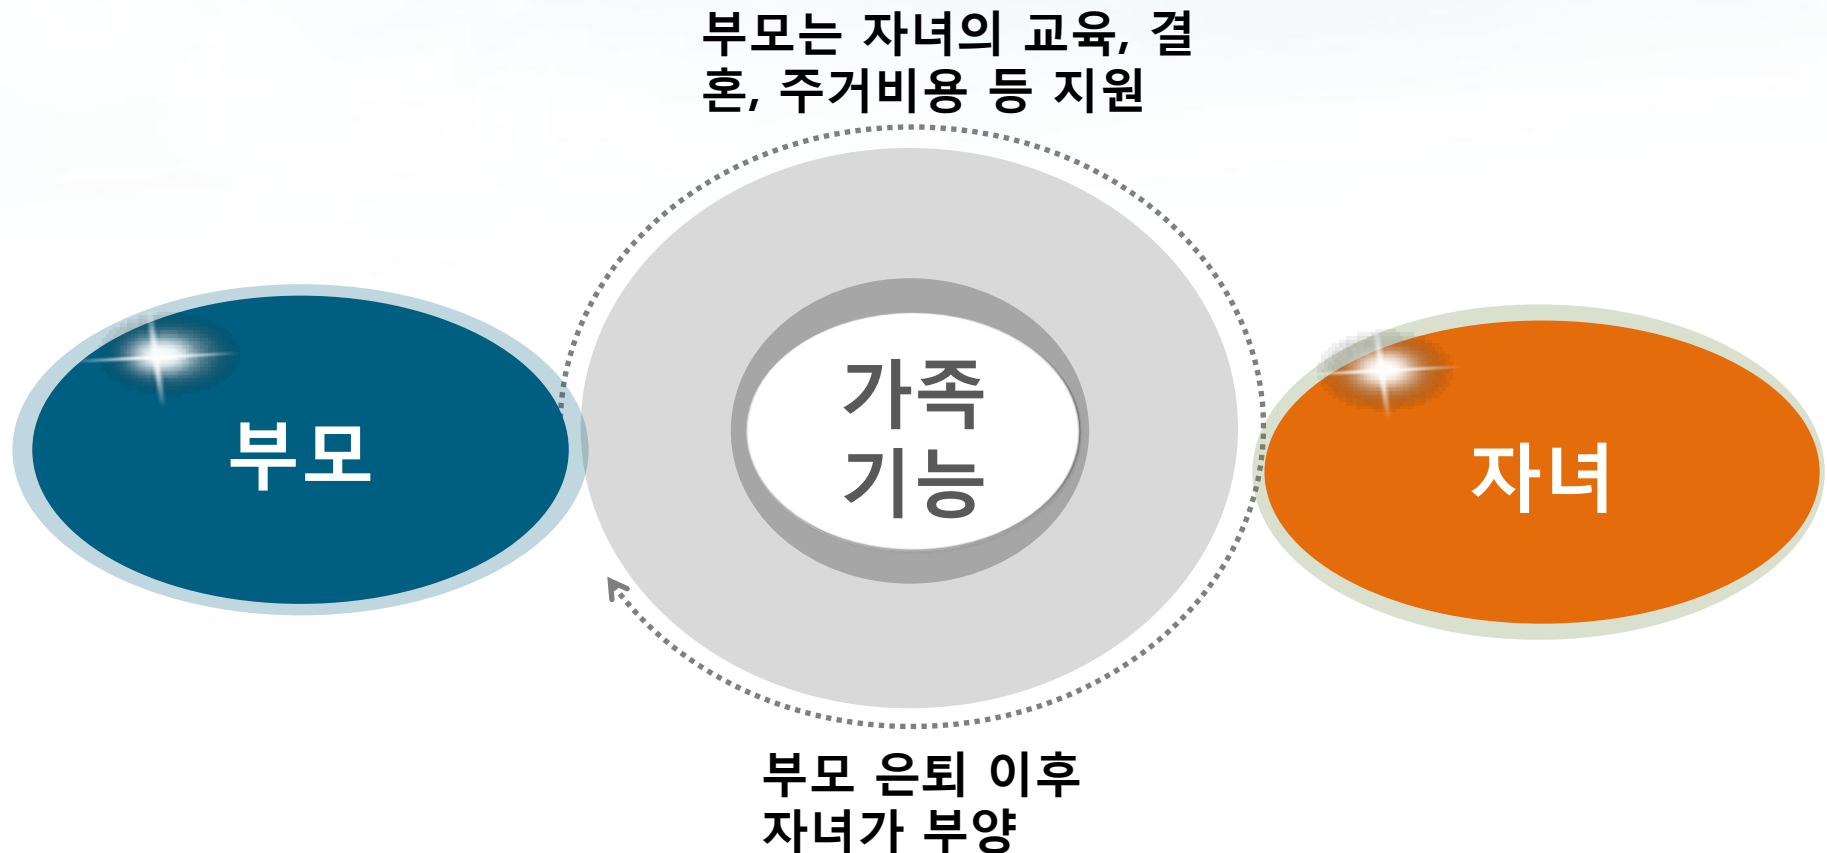 부모는 자녀의 교육, 결
혼, 주거비용 등 지원
부모
가족
기능
자녀
부모 은퇴 이후
자녀가 부양